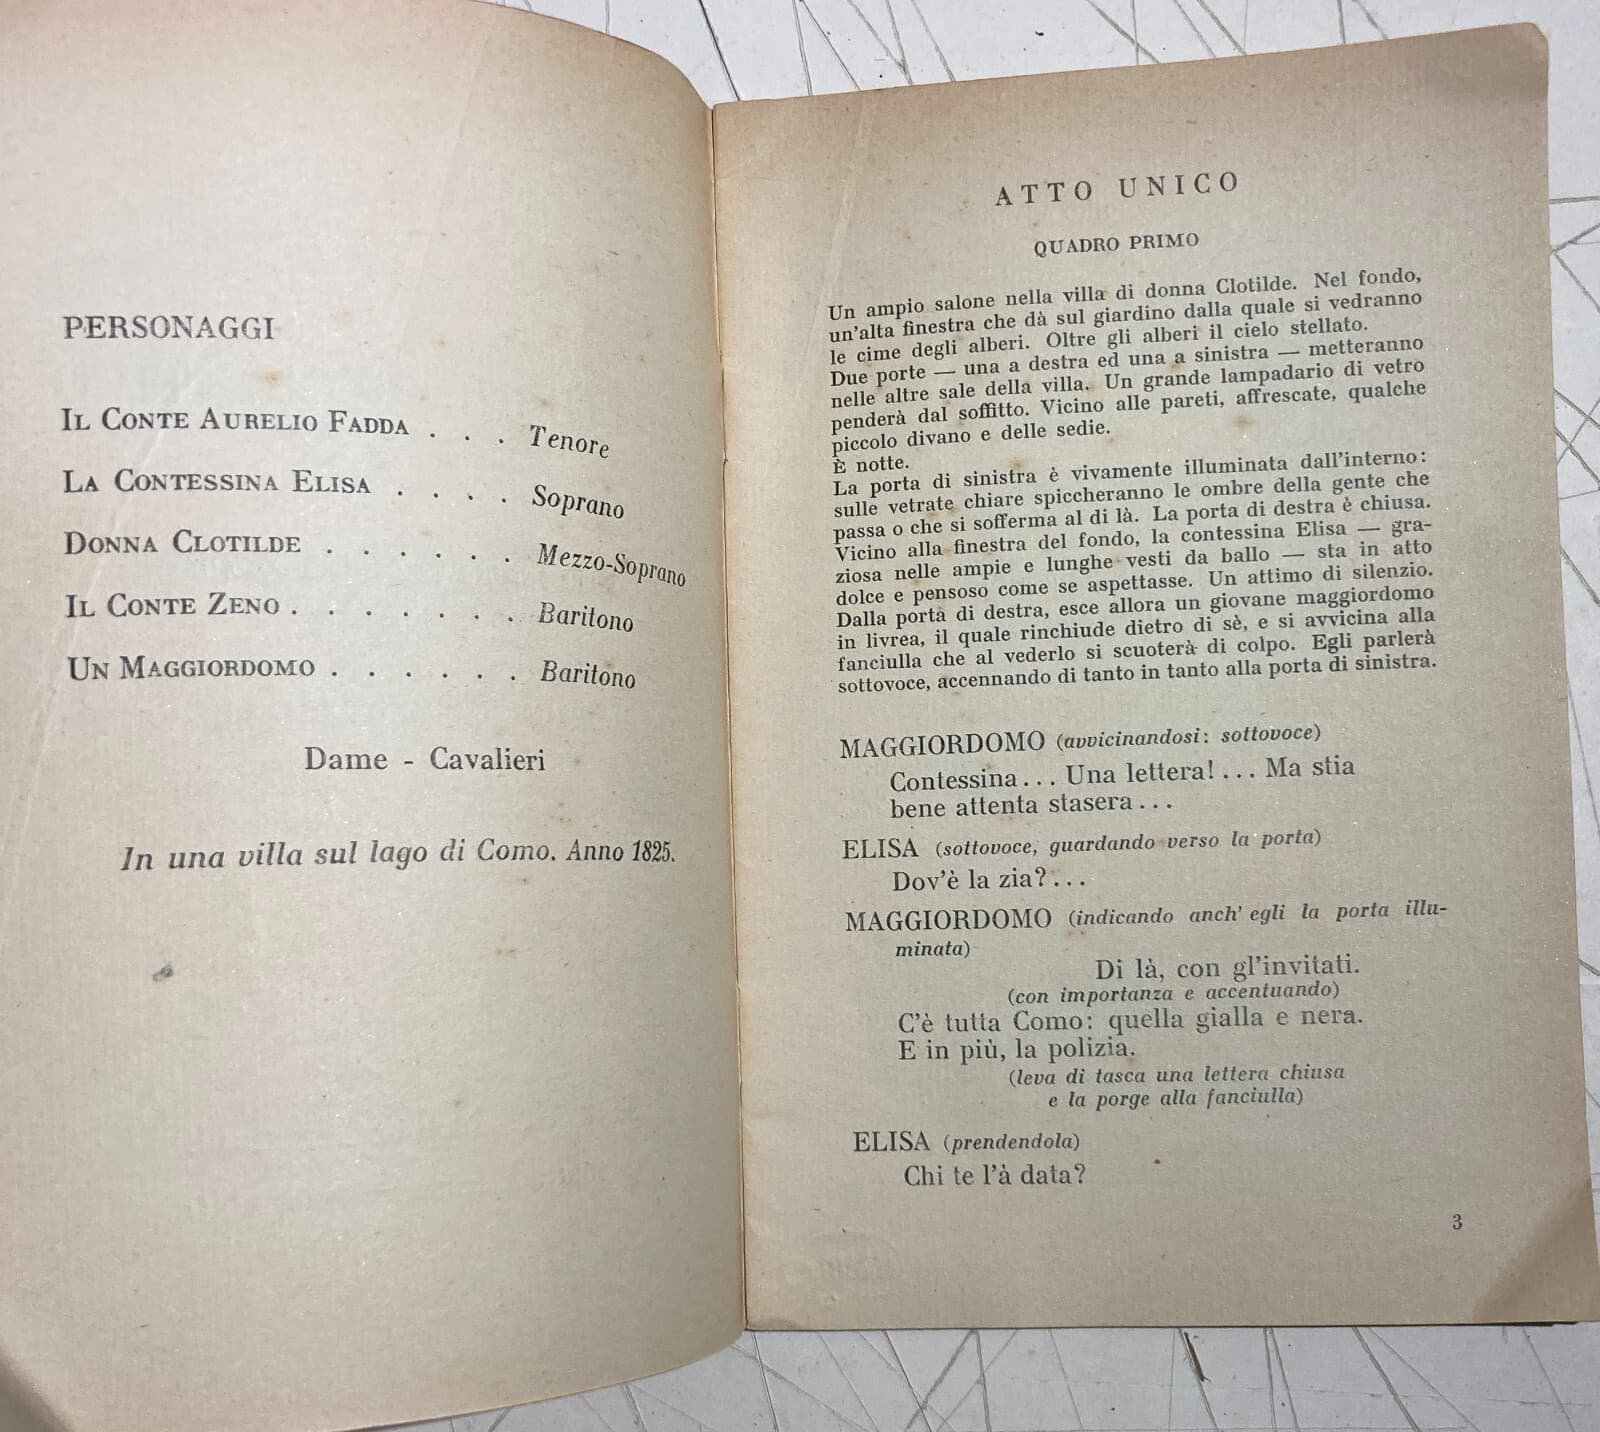 PERSONAGGI
IL CONTE AURELIO FADDA . . . Tenore
LA CONTESSINA ELISA . . . . Soprano
DONNA CLOTILDE . . . . . . Mezzo-Soprano
IL CONTE ZENO . . . . . . . Baritono
UN MAGGIORDOMO . . . . . . Baritono
Dame - Cavalieri
In una villa sul lago di Como. Anno 1825.
ATTO UNICO
QUADRO PRIMO
Un ampio salone nella villa di donna Clotilde. Nel fondo,
un'alta finestra che dà sul giardino dalla quale si vedranno
le cime degli alberi. Oltre gli alberi il cielo stellato.
Due porte — una a destra ed una a sinistra — metteranno
nelle altre sale della villa. Un grande lampadario di vetro
penderà dal soffitto. Vicino alle pareti, affrescate, qualche
piccolo divano e delle sedie.
È notte.
La porta di sinistra è vivamente illuminata dall'interno:
sulle vetrate chiare spiccheranno le ombre della gente che
passa o che si sofferma al di là. La porta di destra è chiusa.
Vicino alla finestra del fondo, la contessina Elisa — gra-
ziosa nelle ampie e lunghe vesti da ballo — sta in atto
dolce e pensoso come se aspettasse. Un attimo di silenzio.
Dalla porta di destra, esce allora un giovane maggiordomo
in livrea, il quale rinchiude dietro di sè, e si avvicina alla
fanciulla che al vederlo si scuoterà di colpo. Egli parlerà
sottovoce, accennando di tanto in tanto alla porta di sinistra.
MAGGIORDOMO (avvicinandosi: sottovoce)
Contessina... Una lettera!... Ma stia
bene attenta stasera...
ELISA (sottovoce, guardando verso la porta)
Dov'è la zia?...
MAGGIORDOMO (indicando anch' egli la porta illu-
minata)
Di là, con gl'invitati.
(con importanza e accentuando)
C'è tutta Como: quella gialla e nera.
E in più, la polizia.
(leva di tasca una lettera chiusa
e la porge alla fanciulla)
ELISA (prendendola)
Chi te l'à data?
3